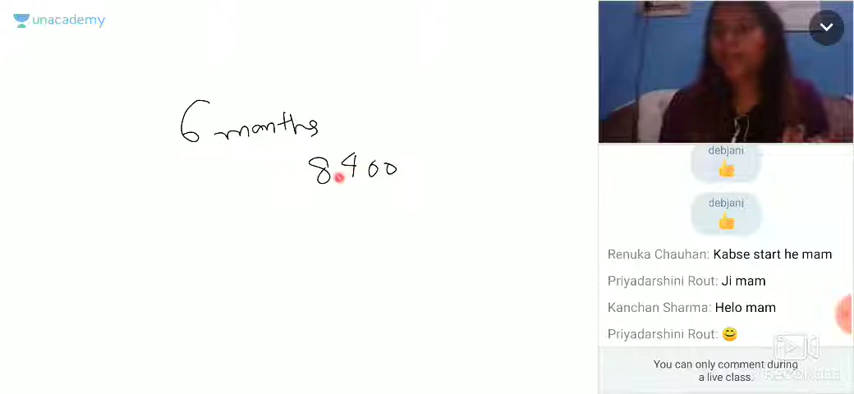 unacademy
6 months
8400
debjani
👍
debjani
👍
Renuka Chauhan: Kabse start he mam
Priyadarshini Rout: Ji mam
Kanchan Sharma: Helo mam
Priyadarshini Rout: 😊
You can only comment during
a live class.